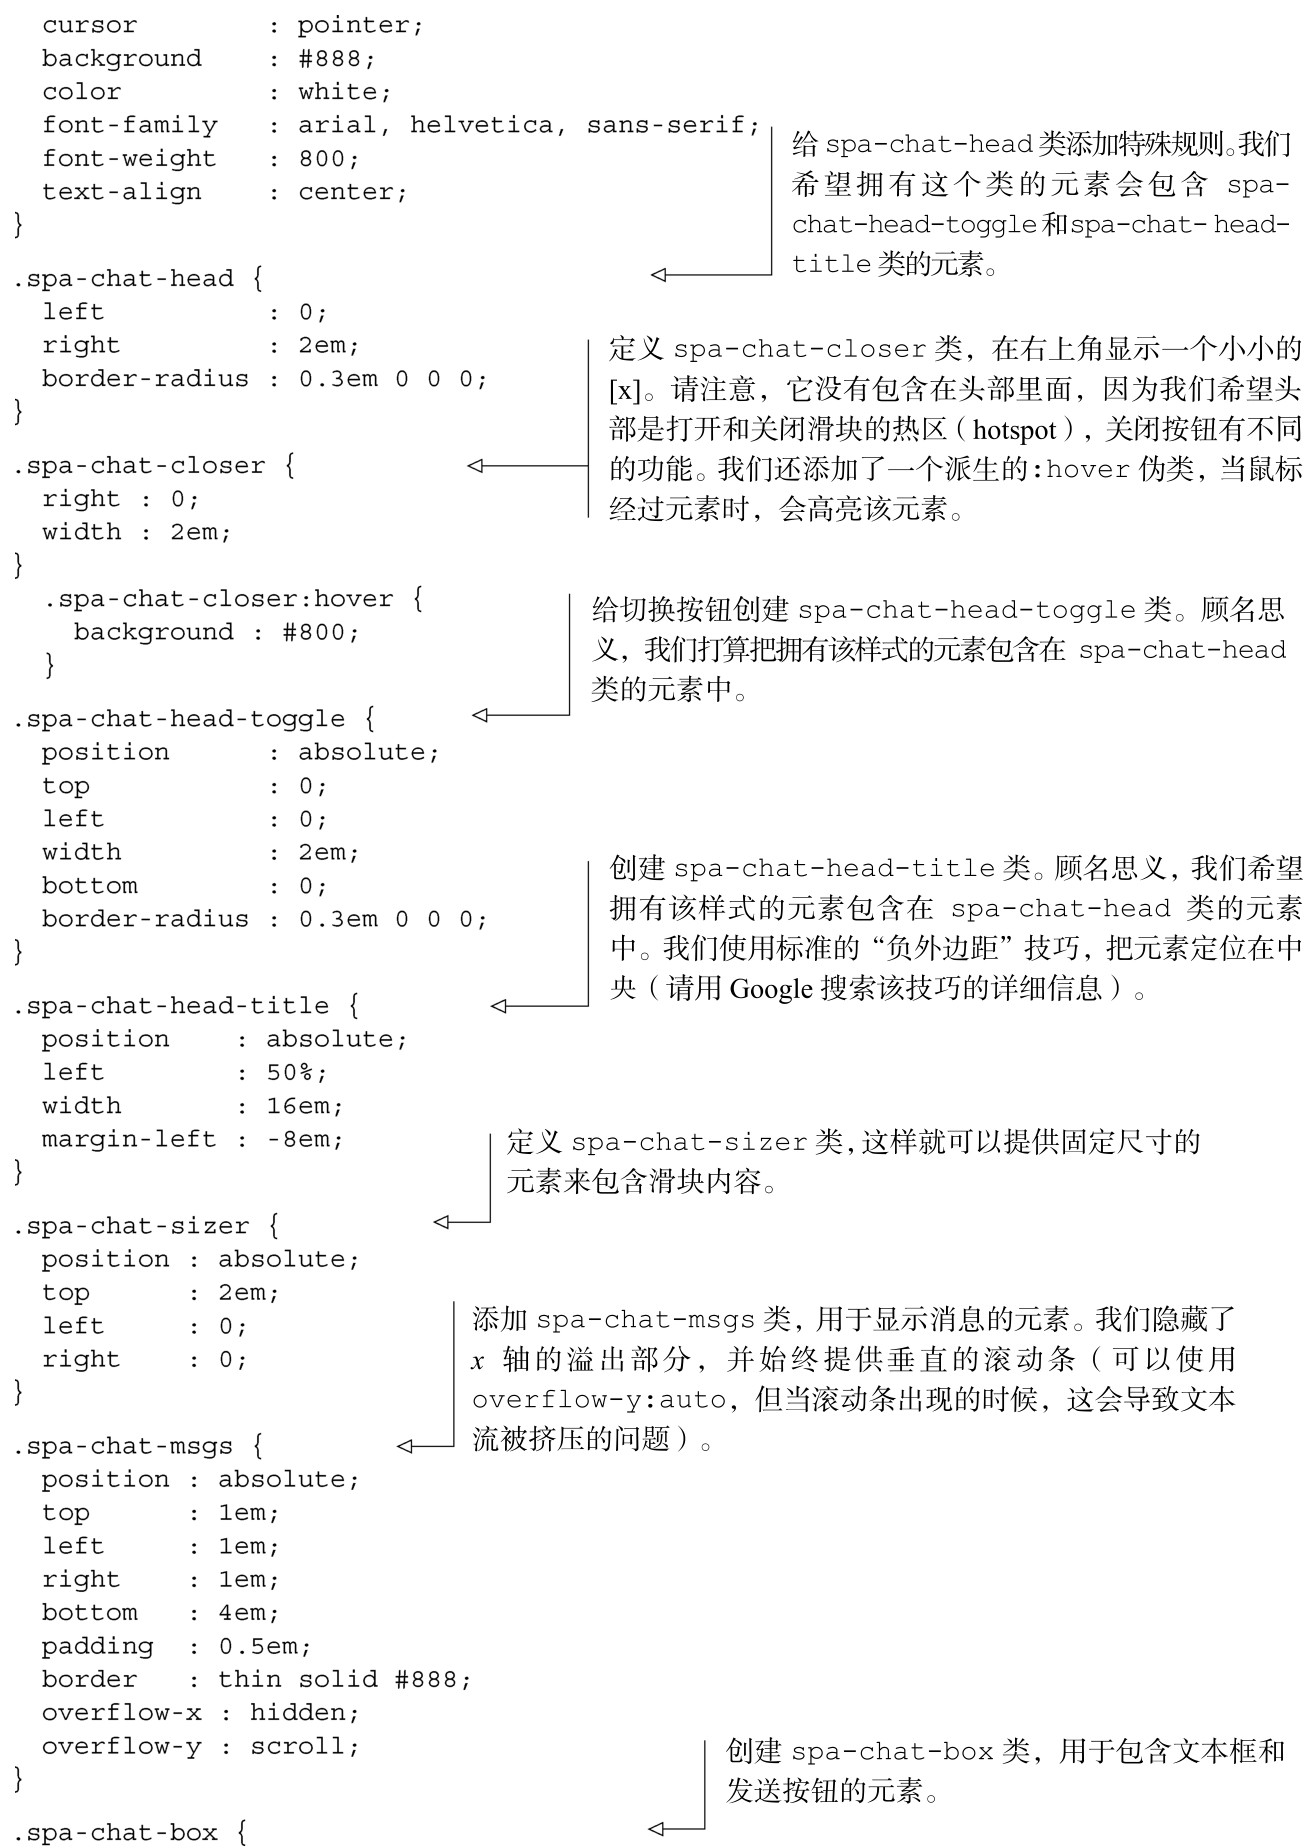 cursor         : pointer;
background    : #888;
color          : white;
font-family   : arial, helvetica, sans-serif;
font-weight   : 800;
text-align    : center;
}
给 spa-chat-head 类添加特殊规则。我们
希望拥有这个类的元素会包含 spa-
chat-head-toggle 和 spa-chat-head-
title 类的元素。
.spa-chat-head {
left          : 0;
right         : 2em;
border-radius : 0.3em 0 0 0;
}
定义 spa-chat-closer 类，在右上角显示一个小小的
[x]。请注意，它没有包含在头部里面，因为我们希望头
部是打开和关闭滑块的热区（hotspot），关闭按钮有不同
的功能。我们还添加了一个派生的:hover 伪类，当鼠标
经过元素时，会高亮该元素。
.spa-chat-closer {
right : 0;
width : 2em;
}
.spa-chat-closer:hover {
background : #800;
}
给切换按钮创建 spa-chat-head-toggle 类。顾名思
义，我们打算把拥有该样式的元素包含在 spa-chat-head
类的元素中。
.spa-chat-head-toggle {
position      : absolute;
top           : 0;
left          : 0;
width         : 2em;
bottom        : 0;
border-radius : 0.3em 0 0 0;
}
创建 spa-chat-head-title 类。顾名思义，我们希望
拥有该样式的元素包含在 spa-chat-head 类的元素
中。我们使用标准的“负外边距”技巧，把元素定位在中
央（请用 Google 搜索该技巧的详细信息）。
.spa-chat-head-title {
position    : absolute;
left        : 50%;
width       : 16em;
margin-left : -8em;
}
定义 spa-chat-sizer 类，这样就可以提供固定尺寸的
元素来包含滑块内容。
.spa-chat-sizer {
position : absolute;
top      : 2em;
left     : 0;
right    : 0;
}
添加 spa-chat-msgs 类，用于显示消息的元素。我们隐藏了
x 轴的溢出部分，并始终提供垂直的滚动条（可以使用
overflow-y:auto，但当滚动条出现的时候，这会导致文本
流被挤压的问题）。
.spa-chat-msgs {
position : absolute;
top      : 1em;
left     : 1em;
right    : 1em;
bottom   : 4em;
padding  : 0.5em;
border   : thin solid #888;
overflow-x : hidden;
overflow-y : scroll;
}
创建 spa-chat-box 类，用于包含文本框和
发送按钮的元素。
.spa-chat-box {